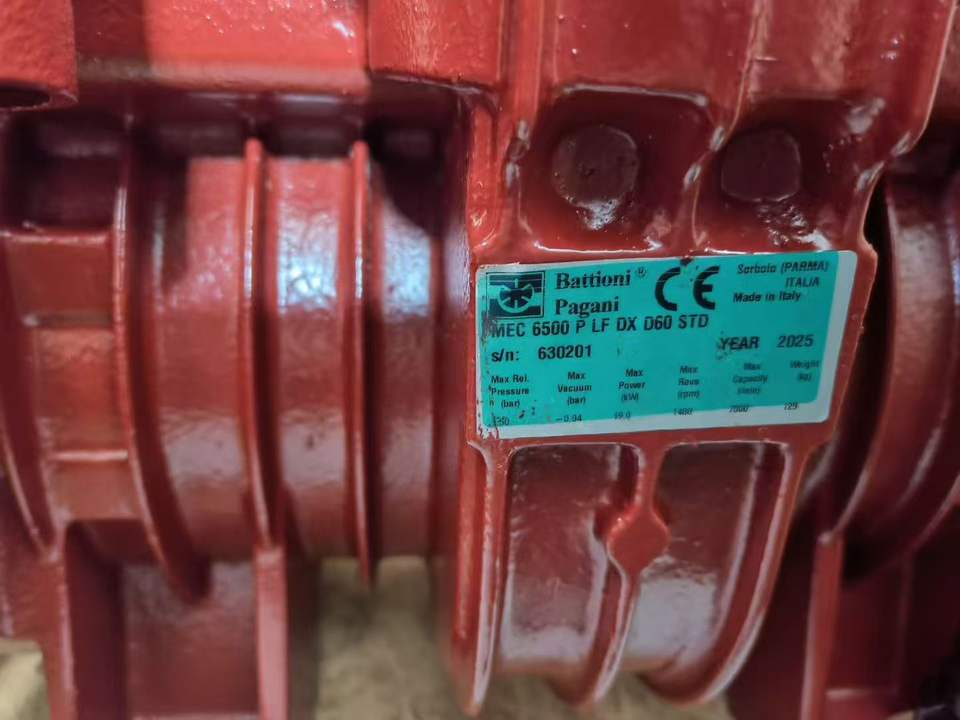 Battioni ®
Pagani
CE
Sorbolo (PARMA)
ITALIA
Made in Italy
MEC 6500 P LF DX D60 STD
s/n: 630201
YEAR 2025
Max Rel. Pressure (bar)
Max Vacuum (bar)
Max Power (kW)
Max Revs (rpm)
Max Capacity
Weight (kg)
-0.94 1400 7000 129